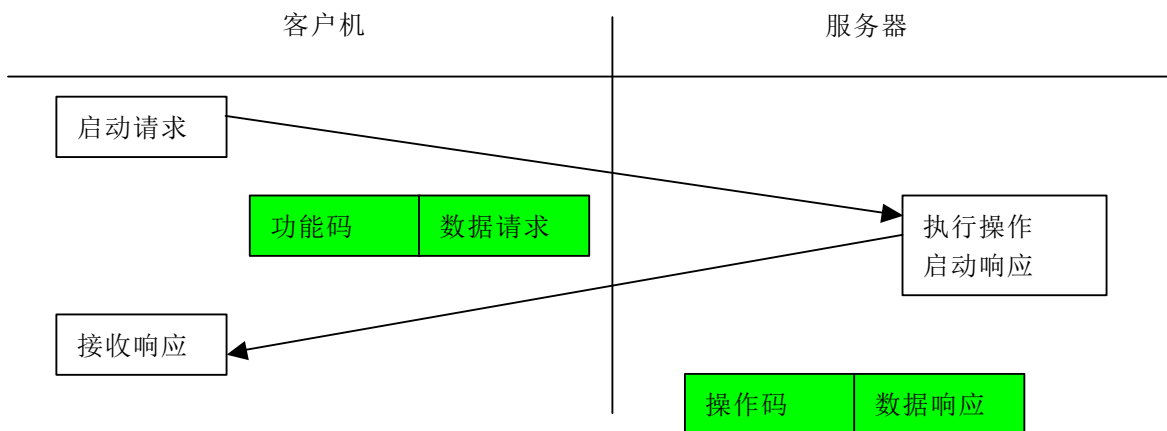 客户机
服务器
启动请求
功能码
数据请求
执行操作
启动响应
接收响应
操作码
数据响应